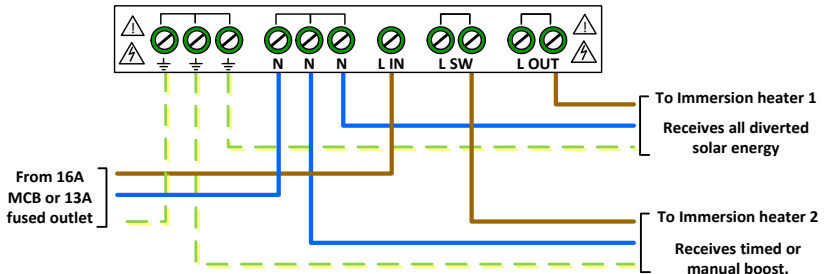 N N N L IN L SW L OUT
To Immersion heater 1
Receives all diverted
solar energy
From 16A
MCB or 13A
fused outlet
To Immersion heater 2
Receives timed or
manual boost.